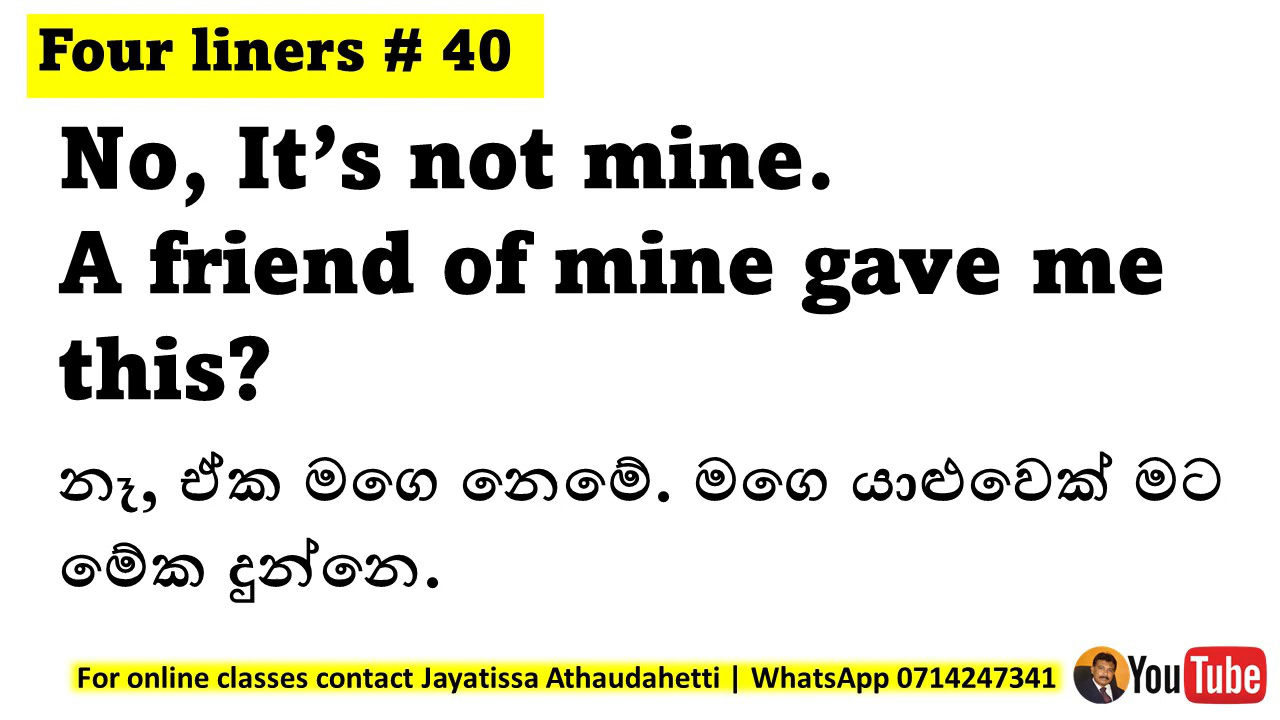 Four liners # 40
No, It’s not mine.
A friend of mine gave me
this?
නෑ, ඒක මගෙ නෙමේ. මගෙ යාළුවෙක් මට
මේක දුන්නෙ.
For online classes contact Jayatissa Athaudahetti | WhatsApp 0714247341
YouTube